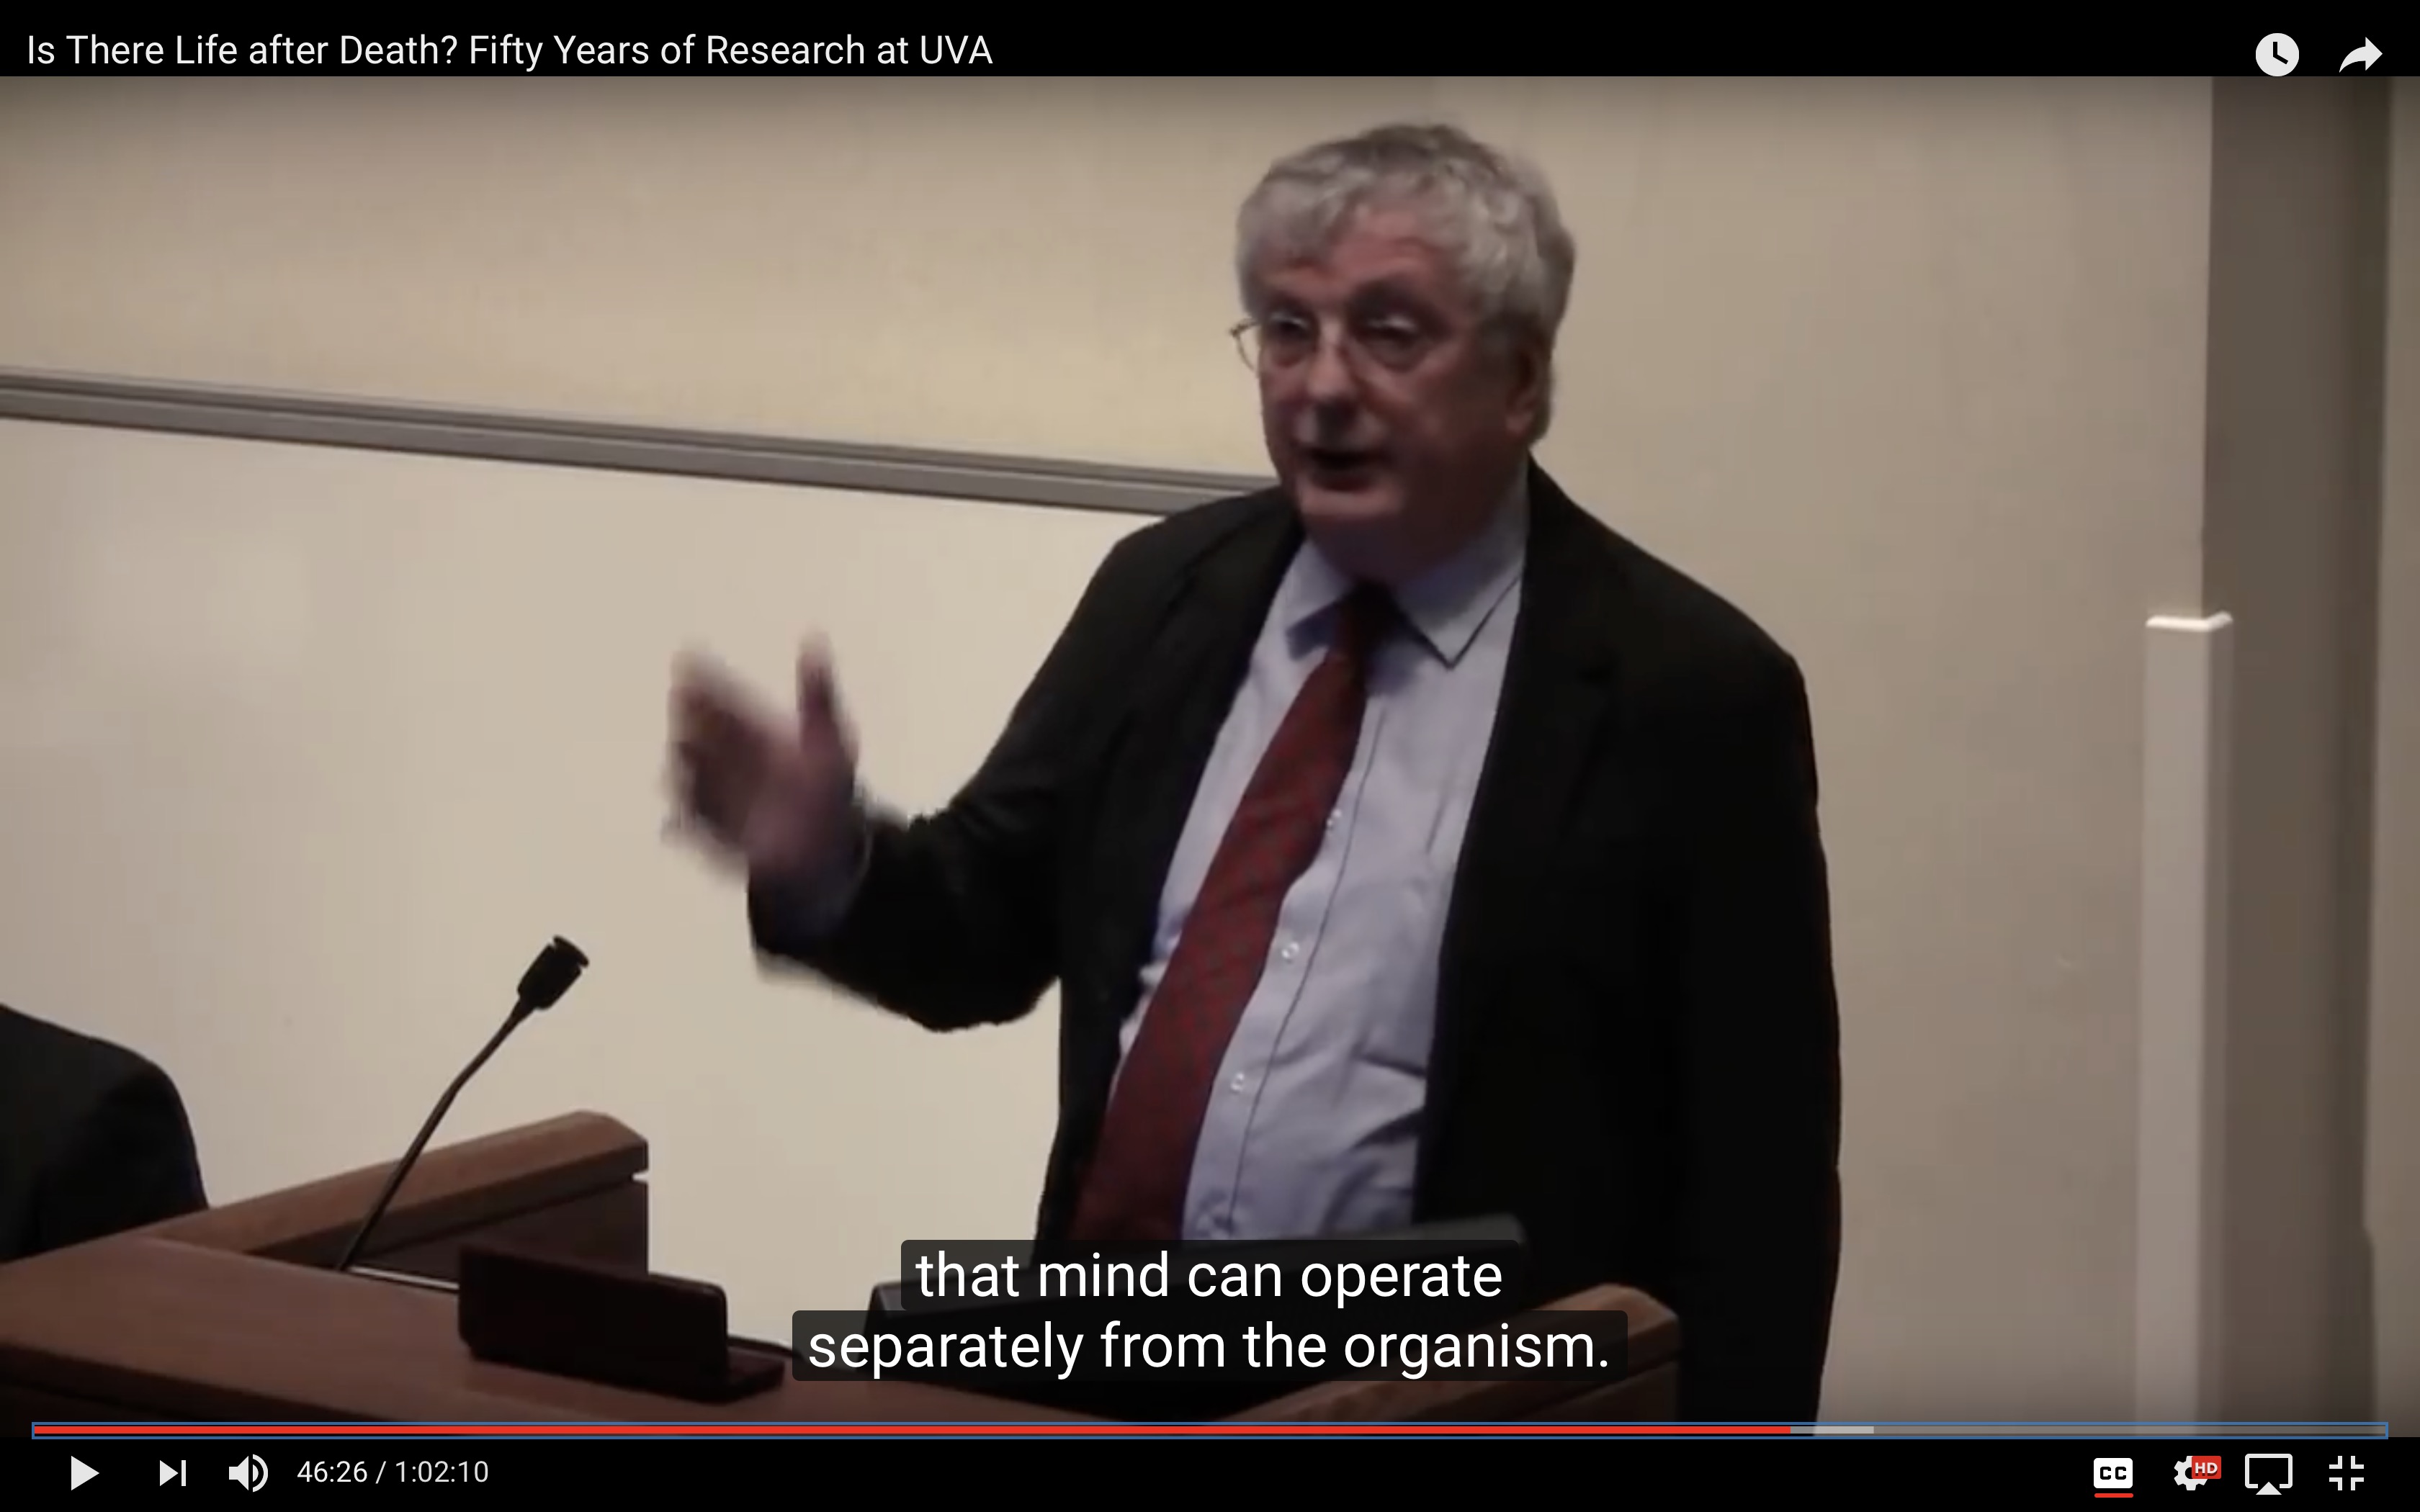 Is There Life after Death? Fifty Years of Research at UVA
that mind can operate
separately from the organism.
46:26 / 1:02:10
CC
HD